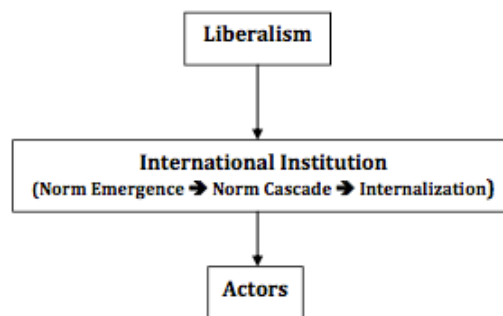 Liberalism
International Institution
(Norm Emergence ➔ Norm Cascade ➔ Internalization)
Actors